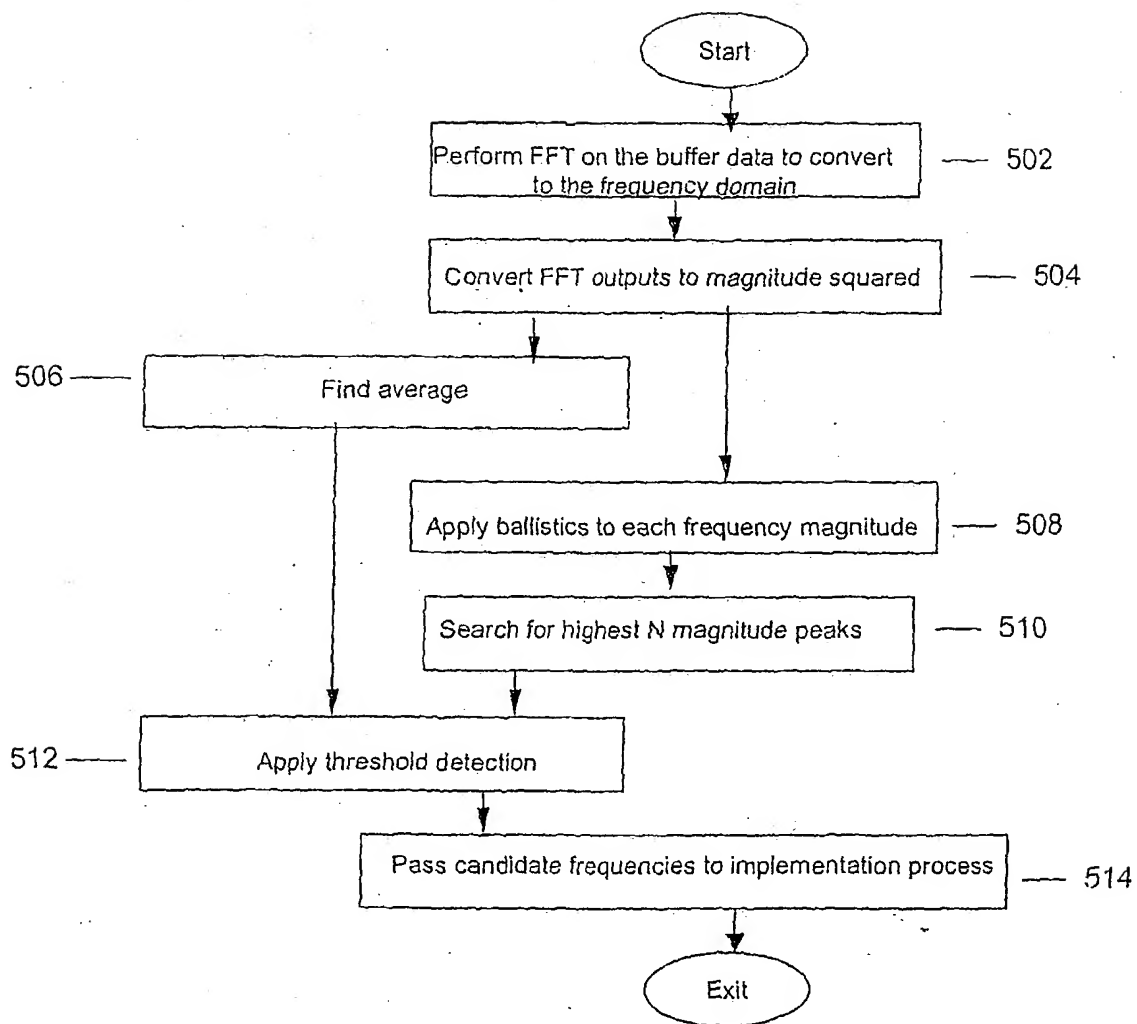 Start
Perform FFT on the buffer data to convert
to the frequency domain
502
Convert FFT outputs to magnitude squared
504
506
Find average
Apply ballistics to each frequency magnitude
508
Search for highest N magnitude peaks
510
512
Apply threshold detection
Pass candidate frequencies to implementation process
514
Exit